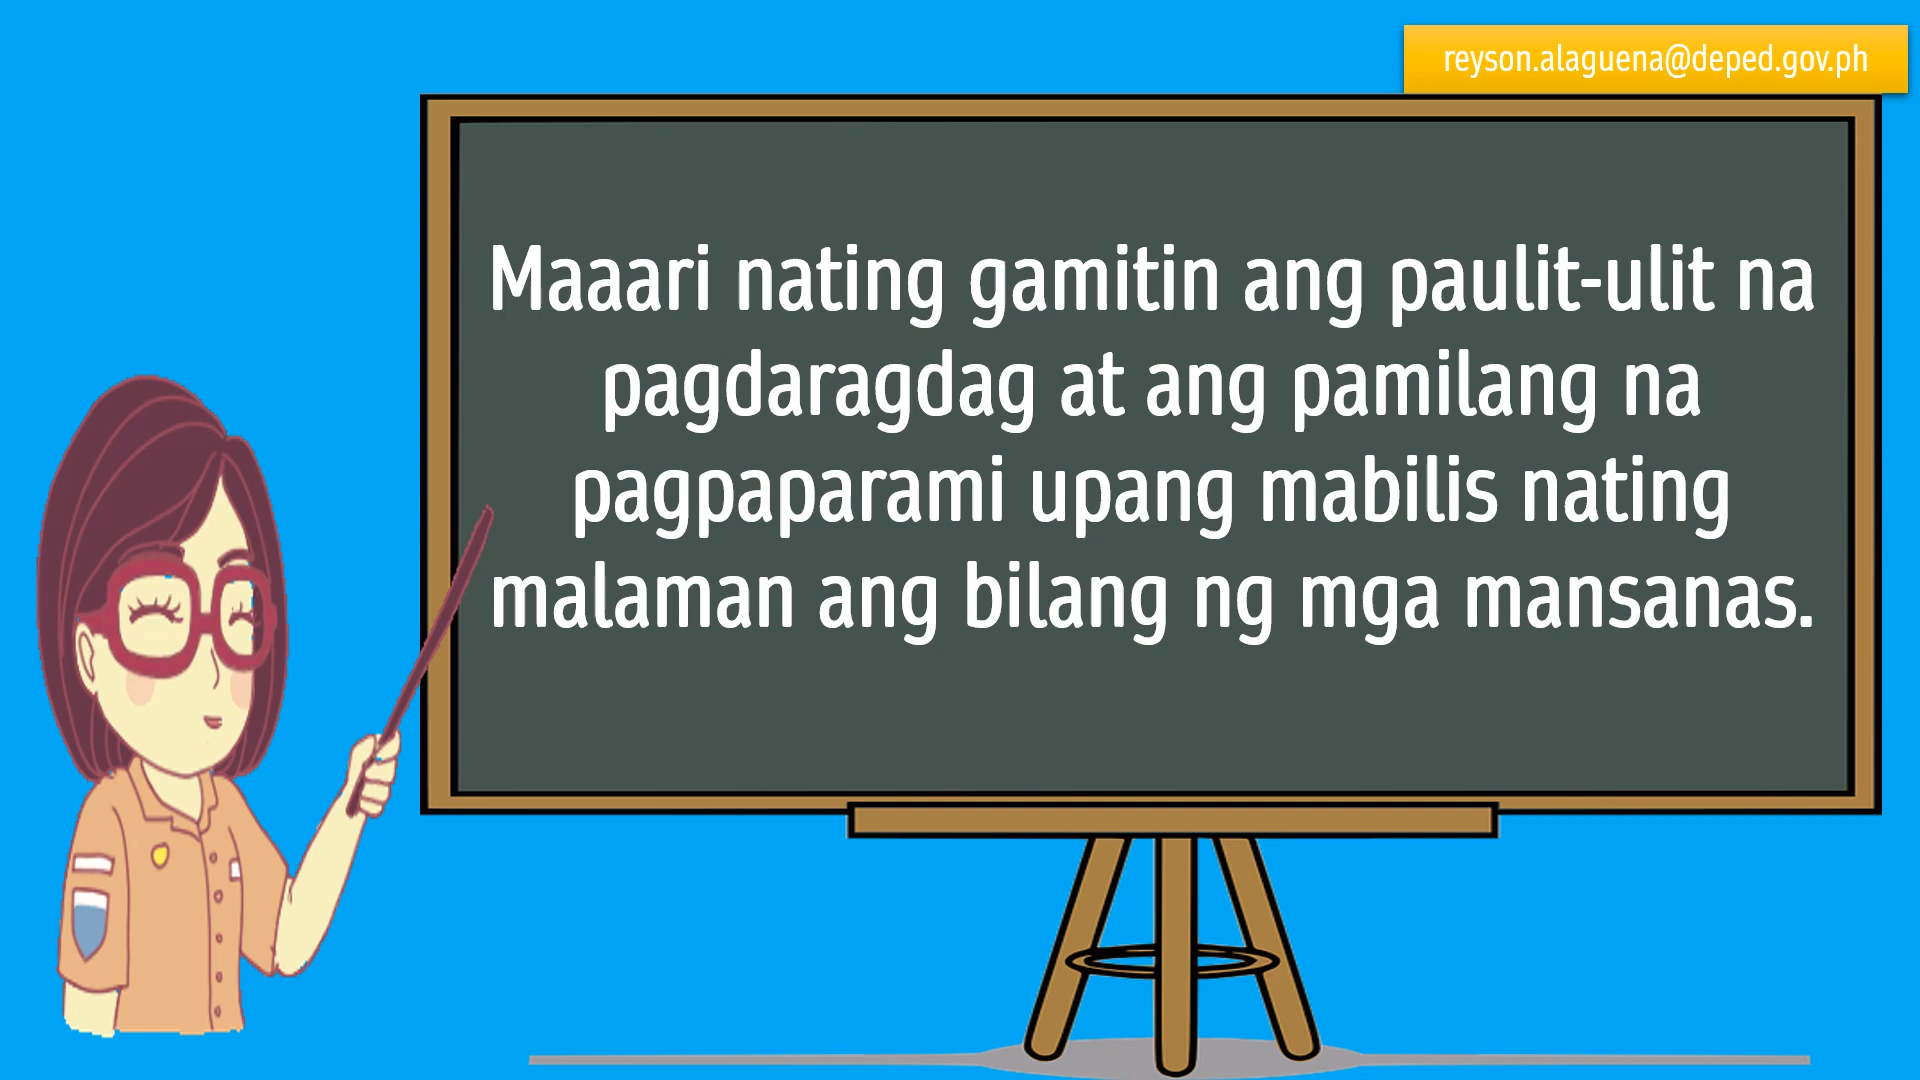 reyson.alaguena@deped.gov.ph
Maaari nating gamitin ang paulit-ulit na
pagdaragdag at ang pamilang na
pagpaparami upang mabilis nating
malaman ang bilang ng mga mansanas.